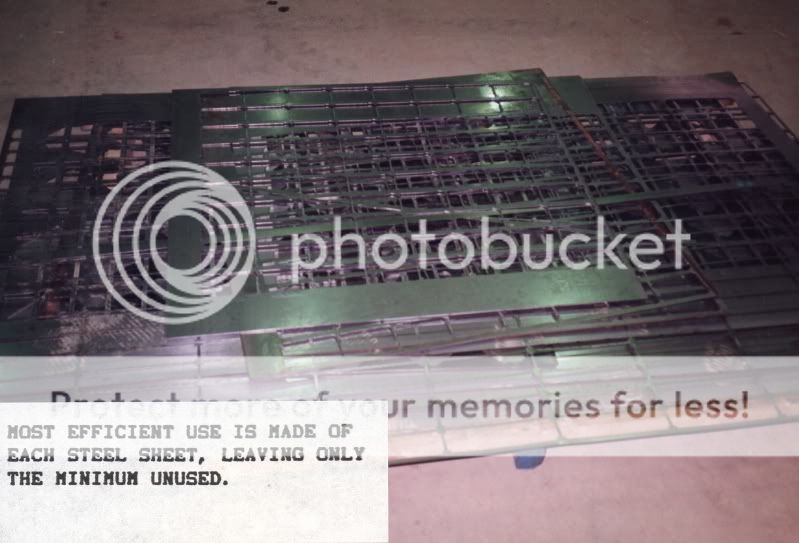 photobucket
Protect more of your memories for less!
MOST EFFICIENT USE IS MADE OF
EACH STEEL SHEET, LEAVING ONLY
THE MINIMUM UNUSED.